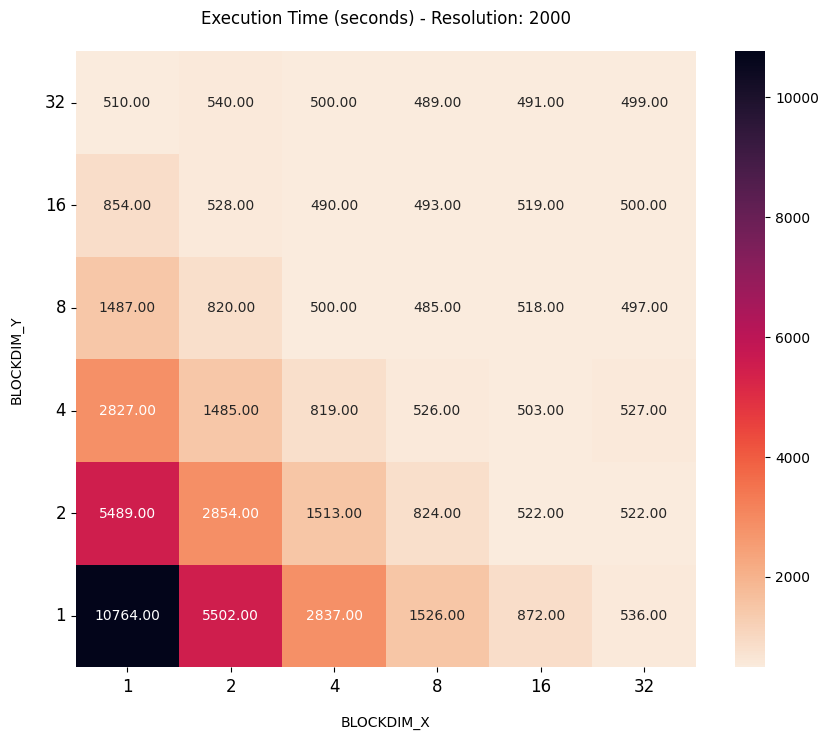 Execution Time (seconds) - Resolution: 2000
32 510.00 540.00 500.00 489.00 491.00 499.00
16 854.00 528.00 490.00 493.00 519.00 500.00
8 1487.00 820.00 500.00 485.00 518.00 497.00
4 2827.00 1485.00 819.00 526.00 503.00 527.00
2 5489.00 2854.00 1513.00 824.00 522.00 522.00
1 10764.00 5502.00 2837.00 1526.00 872.00 536.00
1 2 4 8 16 32
BLOCKDIM_X
BLOCKDIM_Y
10000
8000
6000
4000
2000